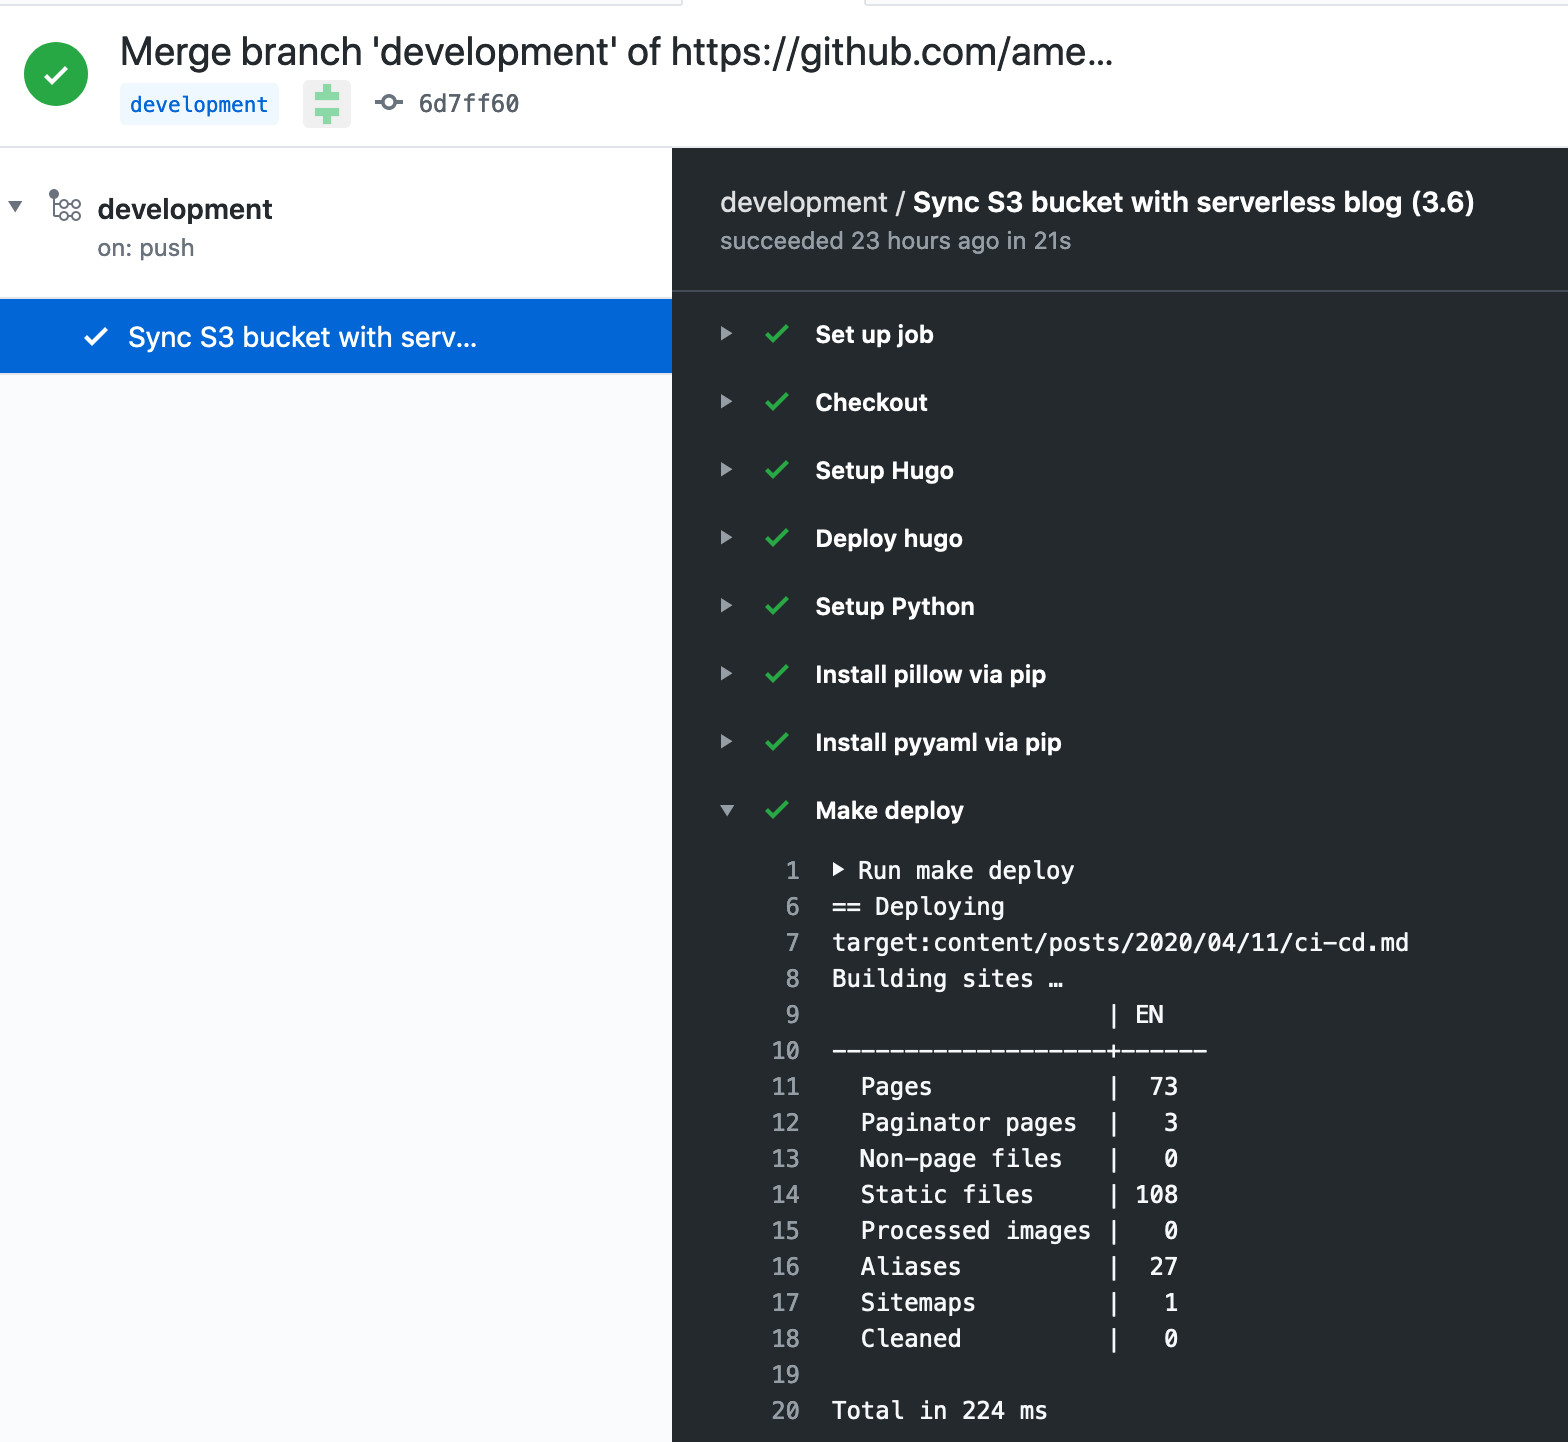 Merge branch 'development' of https://github.com/ame...
development 6d7ff60
development
on: push
Sync S3 bucket with serv...
development / Sync S3 bucket with serverless blog (3.6)
succeeded 23 hours ago in 21s
Set up job
Checkout
Setup Hugo
Deploy hugo
Setup Python
Install pillow via pip
Install pyyaml via pip
Make deploy
1 Run make deploy
6 == Deploying
7 target:content/posts/2020/04/11/ci-cd.md
8 Building sites …
9                    | EN
10 -------------------+------
11   Pages            |  73
12   Paginator pages  |   3
13   Non-page files   |   0
14   Static files     | 108
15   Processed images |   0
16   Aliases          |  27
17   Sitemaps         |   1
18   Cleaned          |   0
19
20 Total in 224 ms